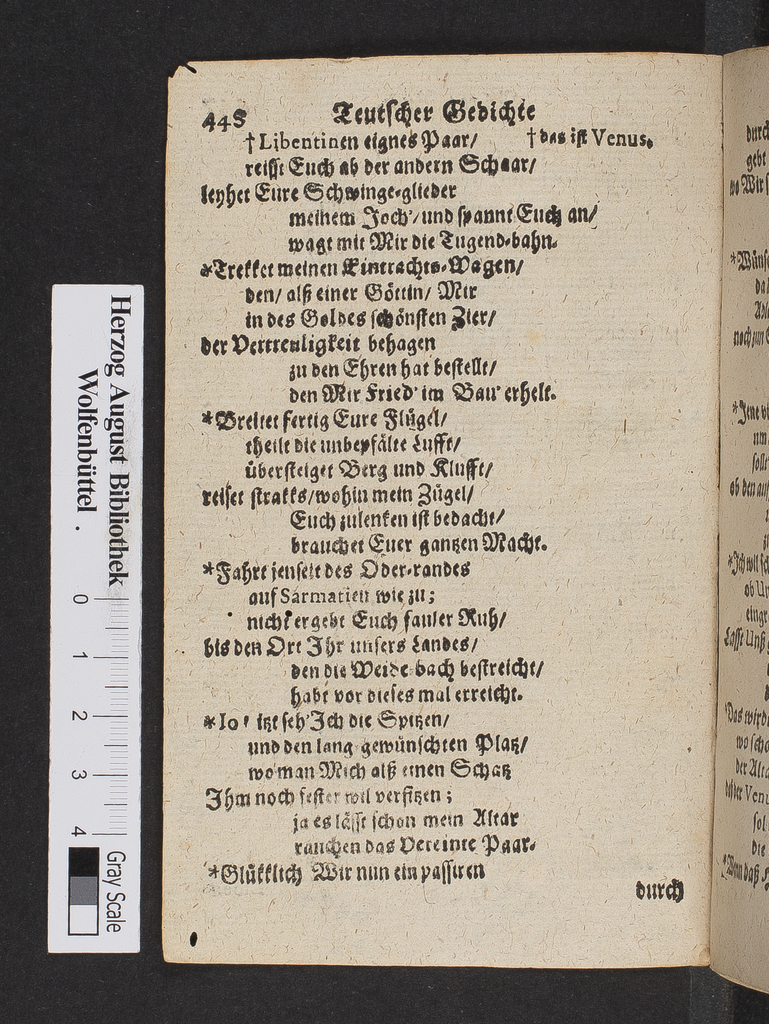 448 Teutscher Gedichte
†Libentinen eignes Paar/ †das ist Venus.
reisst Euch ab der andern Schaar/
leyhet Eure Schwinge-glieder
meinem Joch'/und spannt Euch an/
wagt mit Mir die Tugend-bahn.
*Trekket meinen Eintrachts-Wagen/
den/ alß einer Göttin/ Mir
in des Goldes schönsten Zier/
der Vertreuligkeit behagen
zu den Ehren hat bestellt/
den Mir Fried' im Bau' erhelt.
*Breitet fertig Eure Flügel/
theilt die unbepfälte Lufft/
übersteiget Berg und Klufft/
reiset strakks/wohin mein Zügel/
Euch zulenken ist bedacht/
brauchet Euer gantzen Macht.
*Fahrt jenseit des Oder-randes
auf Sarmatien wie zu;
nicht ergebt Euch fauler Ruh/
bis den Ort Ihr unsers Landes/
den die Weide-bach bestreicht/
habt vor dieses mal erreicht.
*Io! itzt seh' Ich die Spitzen/
und den lang gewünschten Platz/
wo man Mich alß einen Schatz
Ihm noch fester wil versitzen;
ja es lässt schon mein Altar
rauchen das Vereinte Paar.
*Glükklich Wir nun einpassiren
durch
Herzog August Bibliothek
Wolfenbüttel
0 1 2 3 4
Gray Scale